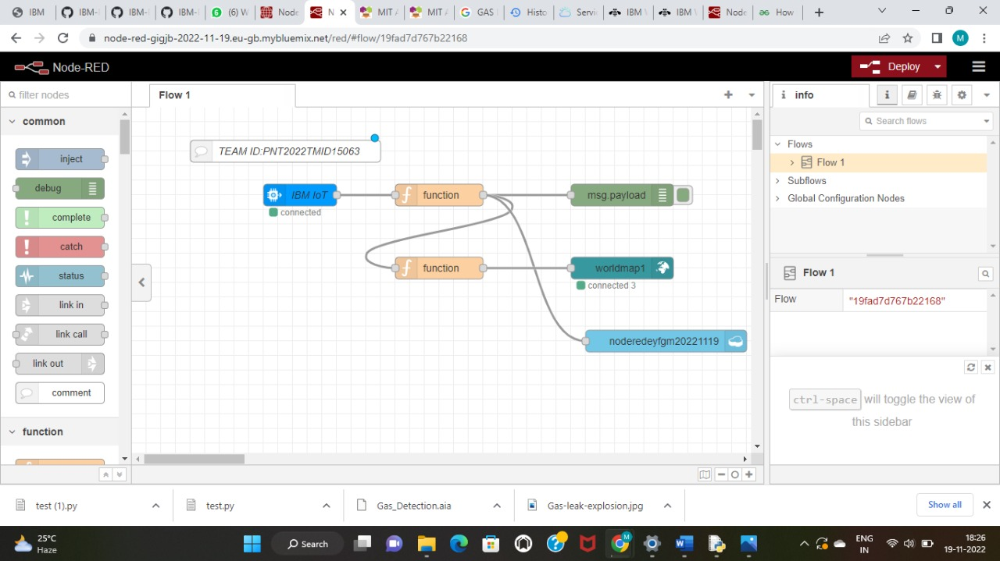 IBM
IBM-
IBM-
IBM-
(6) W
Node
N
MIT A
MIT A
GAS
Histo
Servi
IBM W
IBM W
Node
How
node-red-gigjb-2022-11-19.eu-gb.mybluemix.net/red/#flow/19fad7d767b22168
M
Node-RED
Deploy
filter nodes
Flow 1
info
common
Search flows
inject
debug
complete
catch
status
link in
link call
link out
comment
function
TEAM ID:PNT2022TMID15063
IBM IoT
connected
function
msg.payload
function
worldmap1
connected 3
noderedeyfgm20221119
Flows
Flow 1
Subflows
Global Configuration Nodes
Flow 1
Flow "19fad7d767b22168"
ctrl-space will toggle the view of
this sidebar
test (1).py
test.py
Gas_Detection.aia
Gas-leak-explosion.jpg
Show all
25°C
Haze
Search
M
ENG
IN
18:26
19-11-2022